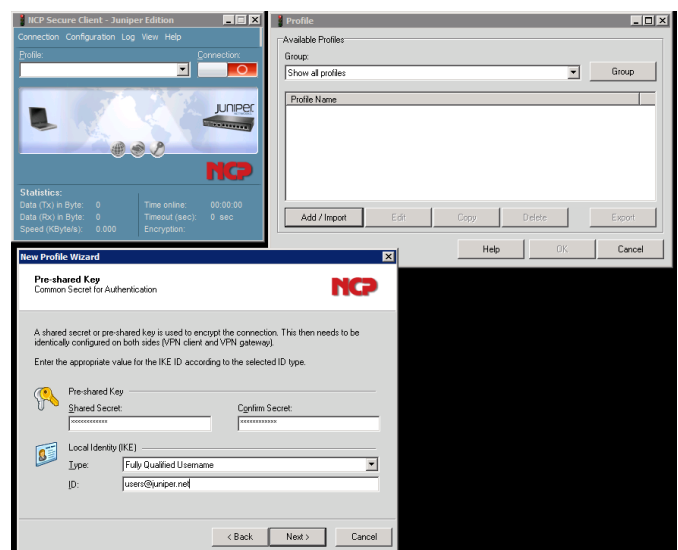 NCP Secure Client - Juniper Edition
Connection Configuration Log View Help
Profile:
Connection:
JUNIPEr
NCP
Statistics:
Data (Tx) in Byte: 0 Time online: 00:00:00
Data (Rx) in Byte: 0 Timeout (sec): 0 sec
Speed (KByte/s): 0.000 Encryption:
Profile
Available Profiles
Group:
Show all profiles
Group
Profile Name
Add / Import Edit Copy Delete Export
Help OK Cancel
New Profile Wizard
Pre-shared Key
Common Secret for Authentication
NCP
A shared secret or pre-shared key is used to encrypt the connection. This then needs to be
identically configured on both sides (VPN client and VPN gateway).
Enter the appropriate value for the IKE ID according to the selected ID type.
Pre-shared Key
Shared Secret: Confirm Secret:
************ ************
Local Identity (IKE)
Type: Fully Qualified Username
ID: users@juniper.net
< Back Next > Cancel